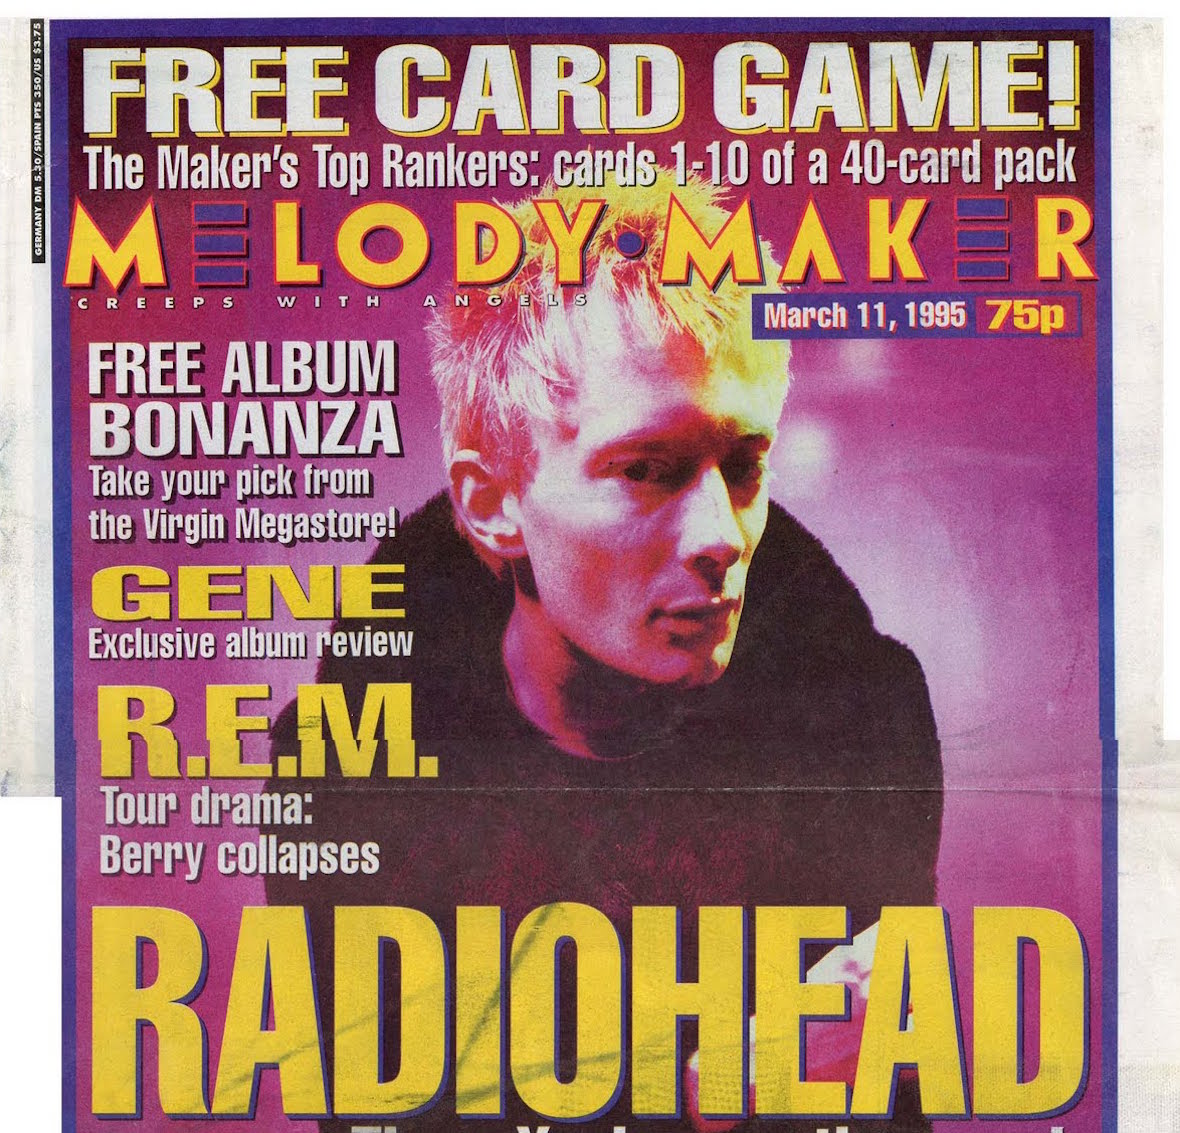 GERMANY DM 5.30/SPAIN PTS 350/US $3.75
FREE CARD GAME!
The Maker's Top Rankers: cards 1-10 of a 40-card pack
MELODY·MAKER
CREEPS WITH ANGELS
March 11, 1995 75p
FREE ALBUM
BONANZA
Take your pick from
the Virgin Megastore!
GENE
Exclusive album review
R.E.M.
Tour drama:
Berry collapses
RADIOHEAD